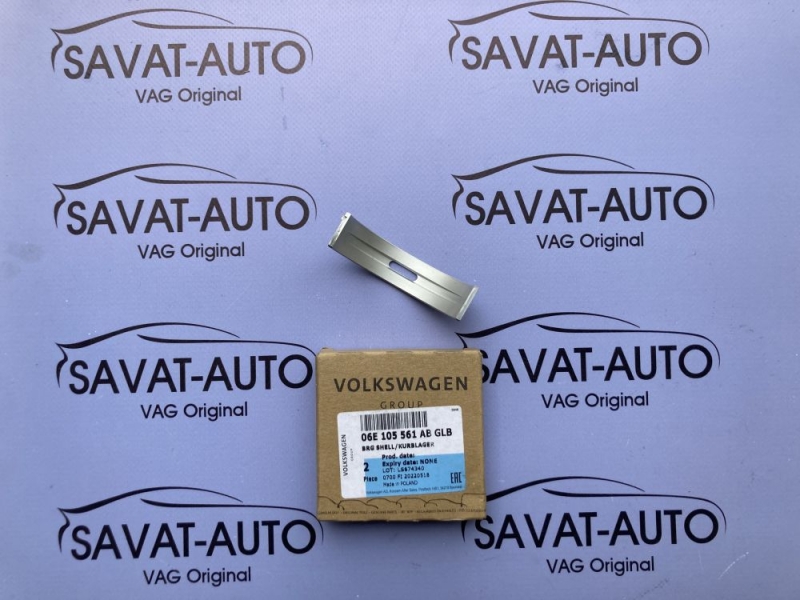 SAVAT-AUTO
VAG Original
SAVAT-AUTO
VAG Original
SAVAT-AUTO
VAG Original
SAVAT-AUTO
VAG Original
SAVAT-AUTO
VAG Original
SAVAT-AUTO
VAG Original
SAVAT-AUTO
VAG Original
SAVAT-AUTO
VAG Original
VOLKSWAGEN
GROUP
VOLKSWAGEN
06E 105 561 AB GLB
BRG SHELL/KURBLAGER
Prod. date:
2 Expiry date: NONE
Piece
Made in POLAND
EAC